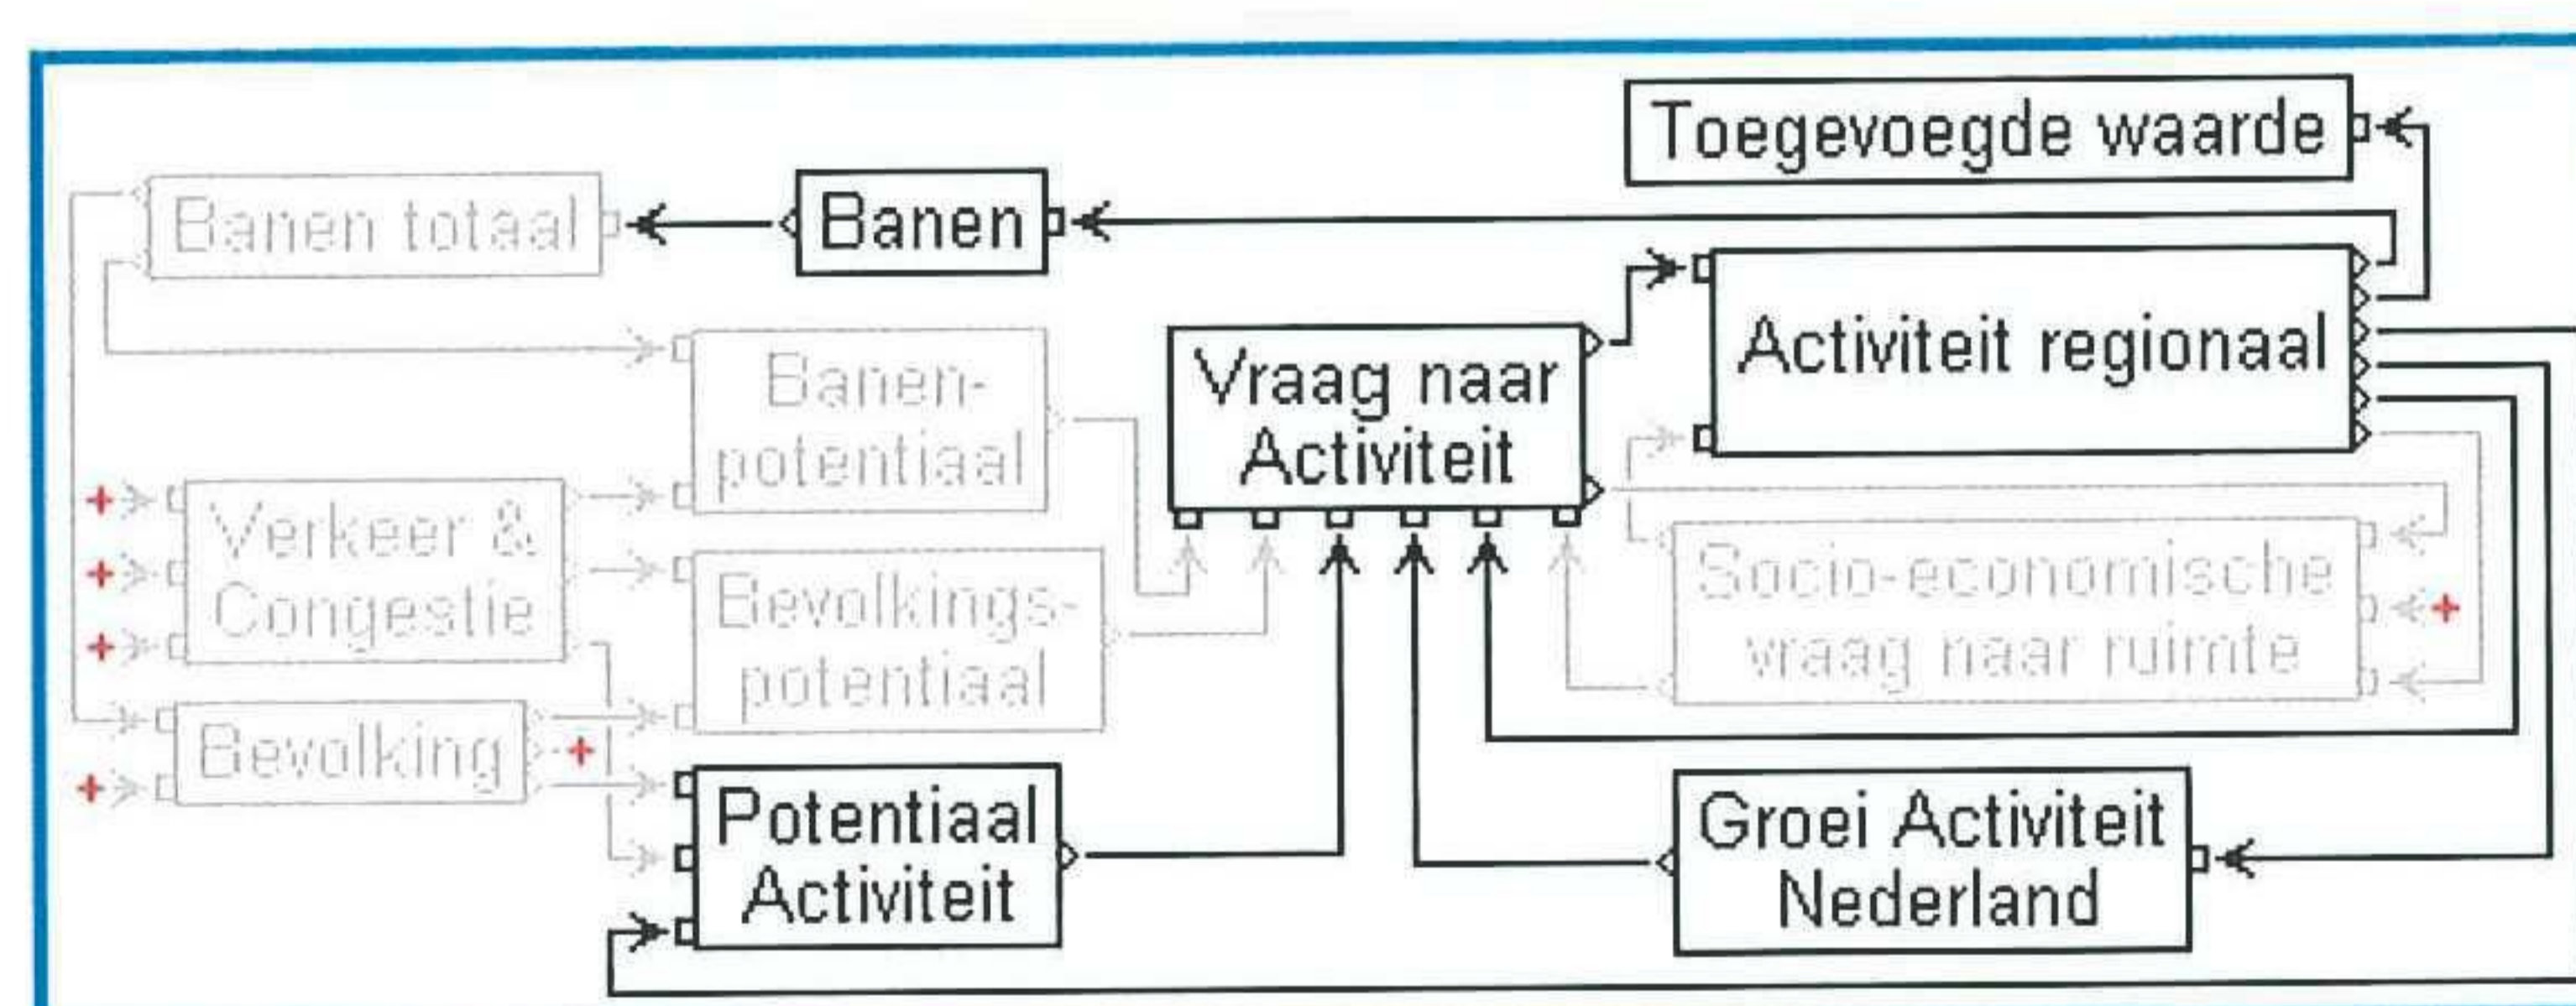 Toegevoegde waarde
Banen totaal
Banen
Activiteit regionaal
Banen-
potentiaal
Vraag naar
Activiteit
Verkeer &
Congestie
Bevolkings-
potentiaal
Socio-economische
vraag naar ruimte
Bevolking
Potentiaal
Activiteit
Groei Activiteit
Nederland